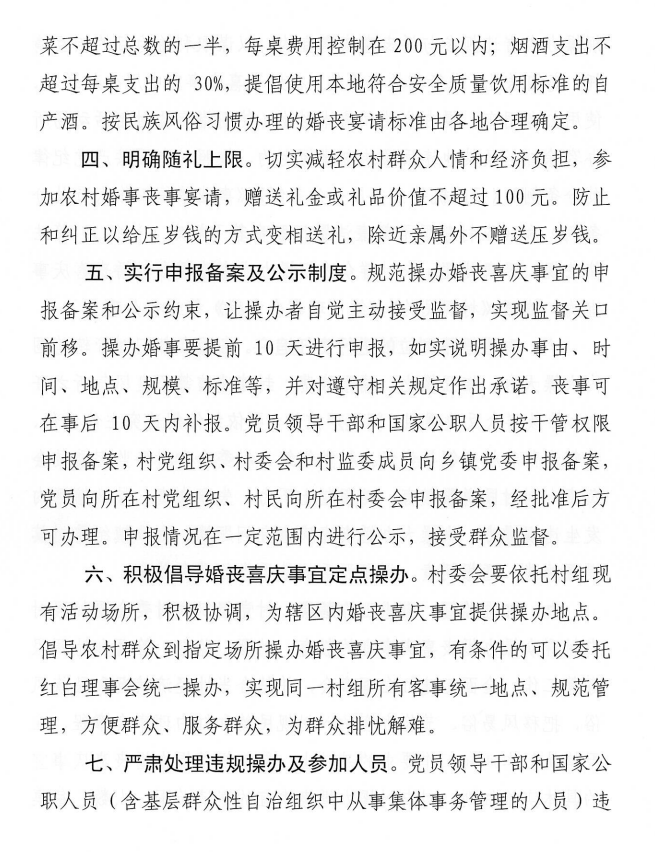 菜不超过总数的一半，每桌费用控制在 200 元以内；烟酒支出不
超过每桌支出的 30%，提倡使用本地符合安全质量饮用标准的自
产酒。按民族风俗习惯办理的婚丧宴请标准由各地合理确定。
四、明确随礼上限。切实减轻农村群众人情和经济负担，参
加农村婚事丧事宴请，赠送礼金或礼品价值不超过 100 元。防止
和纠正以给压岁钱的方式变相送礼，除近亲属外不赠送压岁钱。
五、实行申报备案及公示制度。规范操办婚丧喜庆事宜的申
报备案和公示约束，让操办者自觉主动接受监督，实现监督关口
前移。操办婚事要提前 10 天进行申报，如实说明操办事由、时
间、地点、规模、标准等，并对遵守相关规定作出承诺。丧事可
在事后 10 天内补报。党员领导干部和国家公职人员按干管权限
申报备案，村党组织、村委会和村监委成员向乡镇党委申报备案，
党员向所在村党组织、村民向所在村委会申报备案，经批准后方
可办理。申报情况在一定范围内进行公示，接受群众监督。
六、积极倡导婚丧喜庆事宜定点操办。村委会要依托村组现
有活动场所，积极协调，为辖区内婚丧喜庆事宜提供操办地点。
倡导农村群众到指定场所操办婚丧喜庆事宜，有条件的可以委托
红白理事会统一操办，实现同一村组所有客事统一地点、规范管
理，方便群众、服务群众，为群众排忧解难。
七、严肃处理违规操办及参加人员。党员领导干部和国家公
职人员（含基层群众性自治组织中从事集体事务管理的人员）违